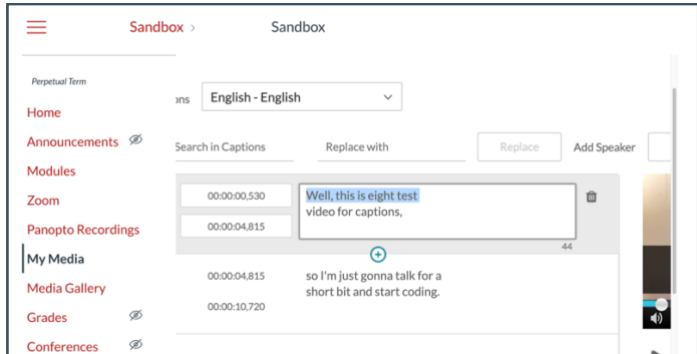 Sandbox > Sandbox
Perpetual Term
Home
Announcements
Modules
Zoom
Panopto Recordings
My Media
Media Gallery
Grades
Conferences
ons English - English
Search in Captions Replace with Replace Add Speaker
00:00:00,530
00:00:04,815
Well, this is eight test
video for captions,
44
00:00:04,815
00:00:10,720
so I'm just gonna talk for a
short bit and start coding.